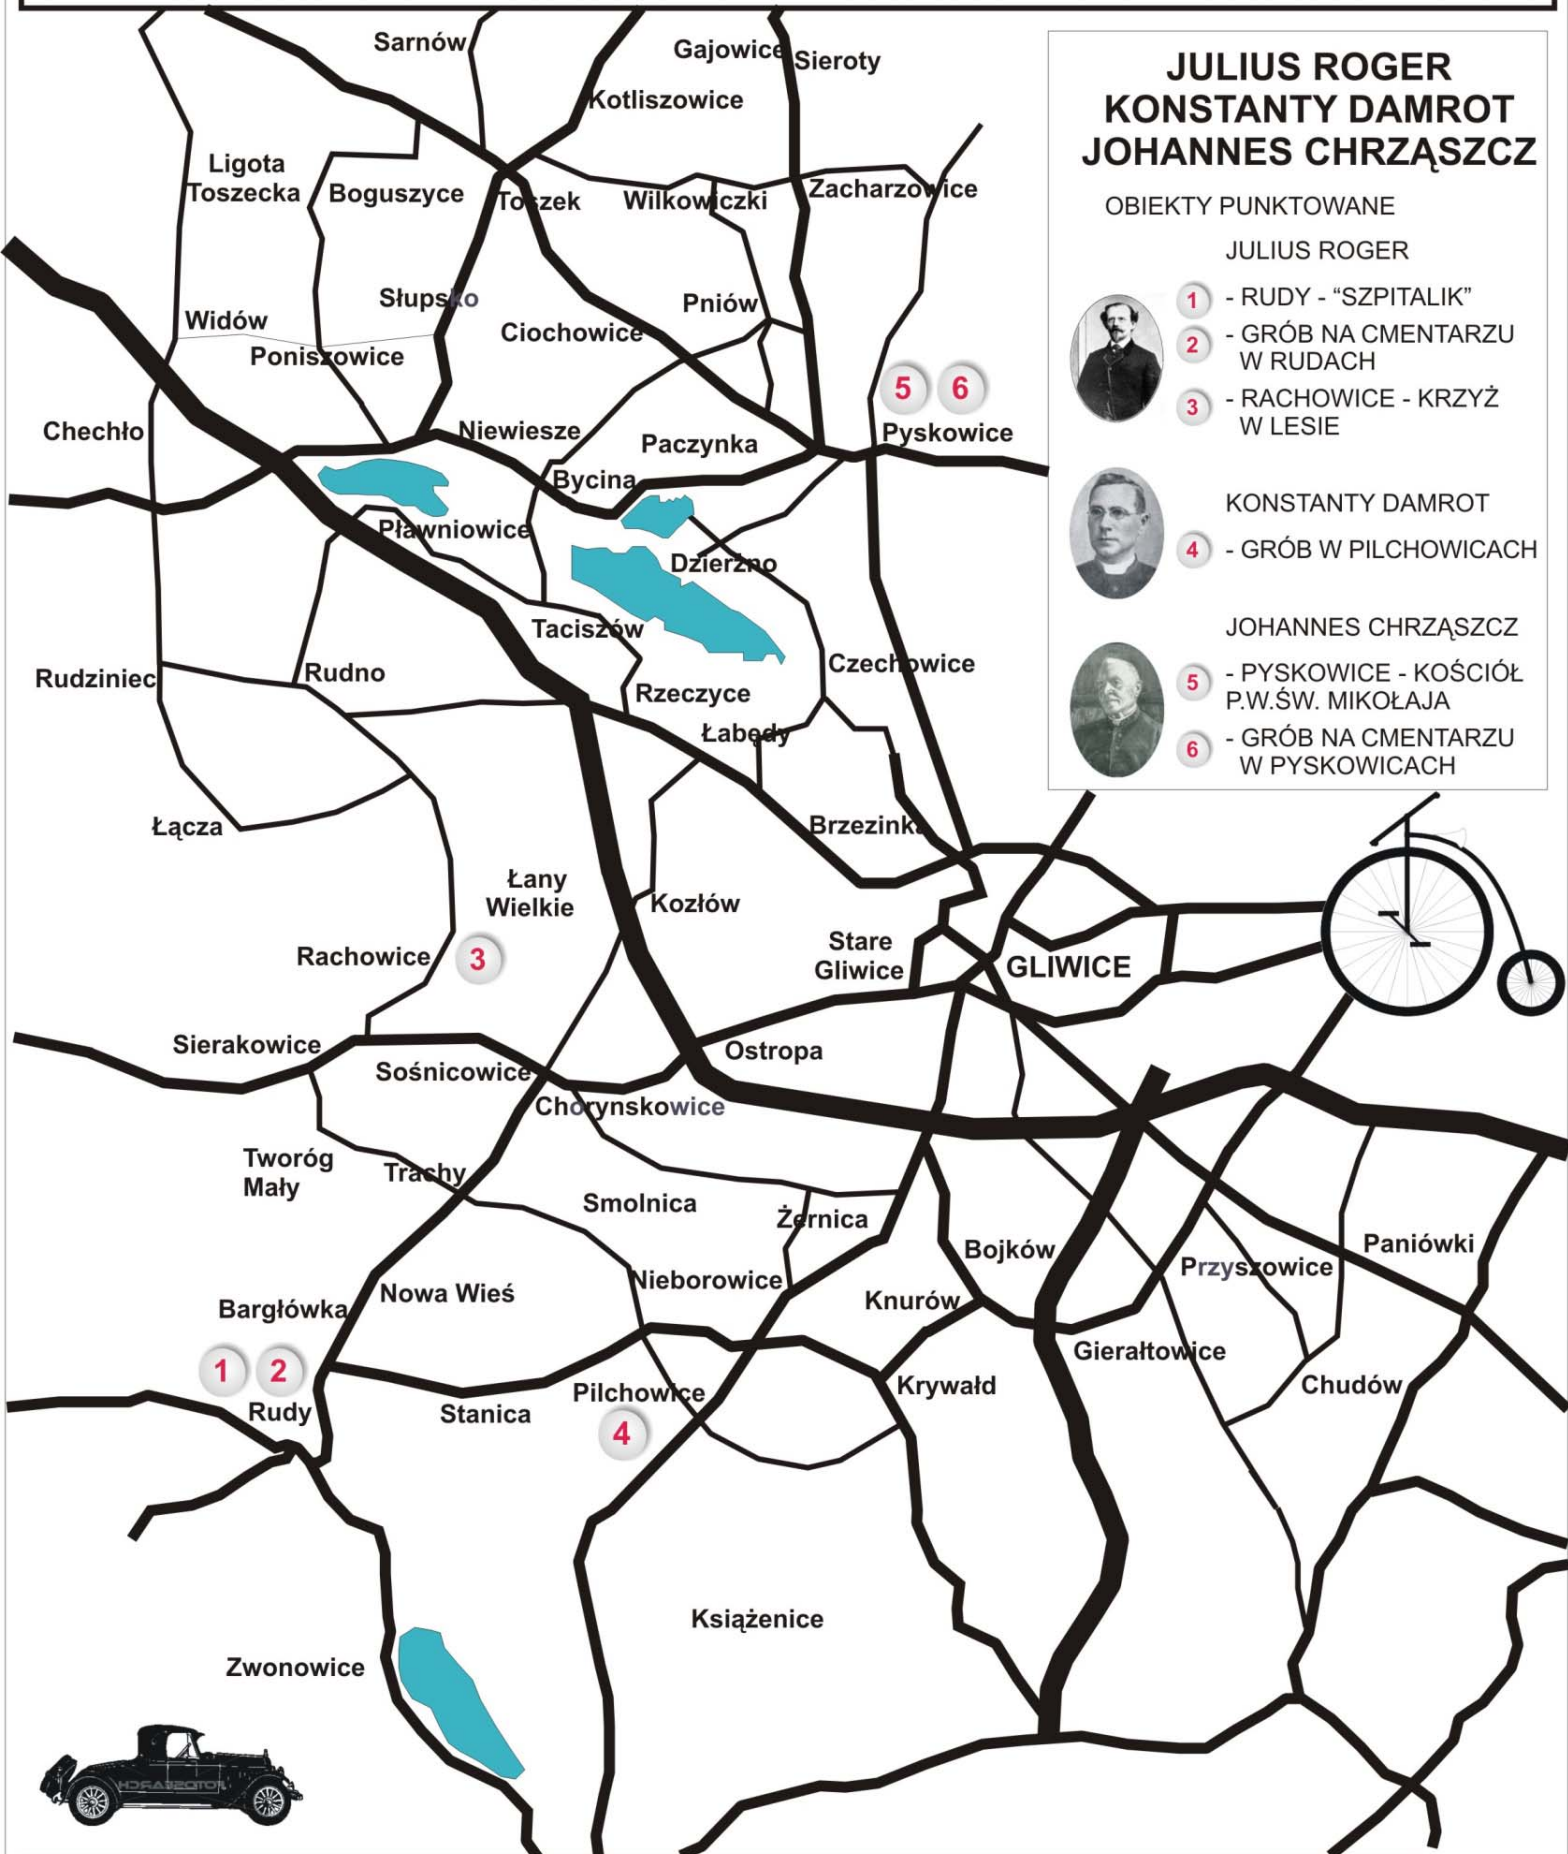 JULIUS ROGER
KONSTANTY DAMROT
JOHANNES CHRZĄSZCZ
OBIEKTY PUNKTOWANE
JULIUS ROGER
1 - RUDY - “SZPITALIK”
2 - GRÓB NA CMENTARZU
W RUDACH
3 - RACHOWICE - KRZYŻ
W LESIE
KONSTANTY DAMROT
4 - GRÓB W PILCHOWICACH
JOHANNES CHRZĄSZCZ
5 - PYSKOWICE - KOŚCIÓŁ
P.W.ŚW. MIKOŁAJA
6 - GRÓB NA CMENTARZU
W PYSKOWICACH
Sarnów
Gajowice
Sieroty
Kotliszowice
Ligota
Toszecka
Boguszyce
Toszek
Wilkowiczki
Zacharzowice
Słupsko
Pniów
Widów
Ciochowice
Poniszowice
5 6
Chechło
Niewiesze
Paczynka
Pyskowice
Bycina
Pławniowice
Dzierżno
Taciszów
Czechowice
Rudziniec
Rudno
Rzeczyce
Łabędy
Łącza
Brzezinka
Łany
Wielkie
Kozłów
Rachowice
3
Stare
Gliwice
GLIWICE
Sierakowice
Sośnicowice
Ostropa
Chorynskowice
Tworóg
Mały
Trachy
Smolnica
Żernica
Bojków
Paniówki
Przyszowice
Nieborowice
Nowa Wieś
Knurów
Bargłówka
Gierałtowice
1 2
Rudy
Stanica
Pilchowice
4
Krywałd
Chudów
Książenice
Zwonowice
FOTOSEARCH